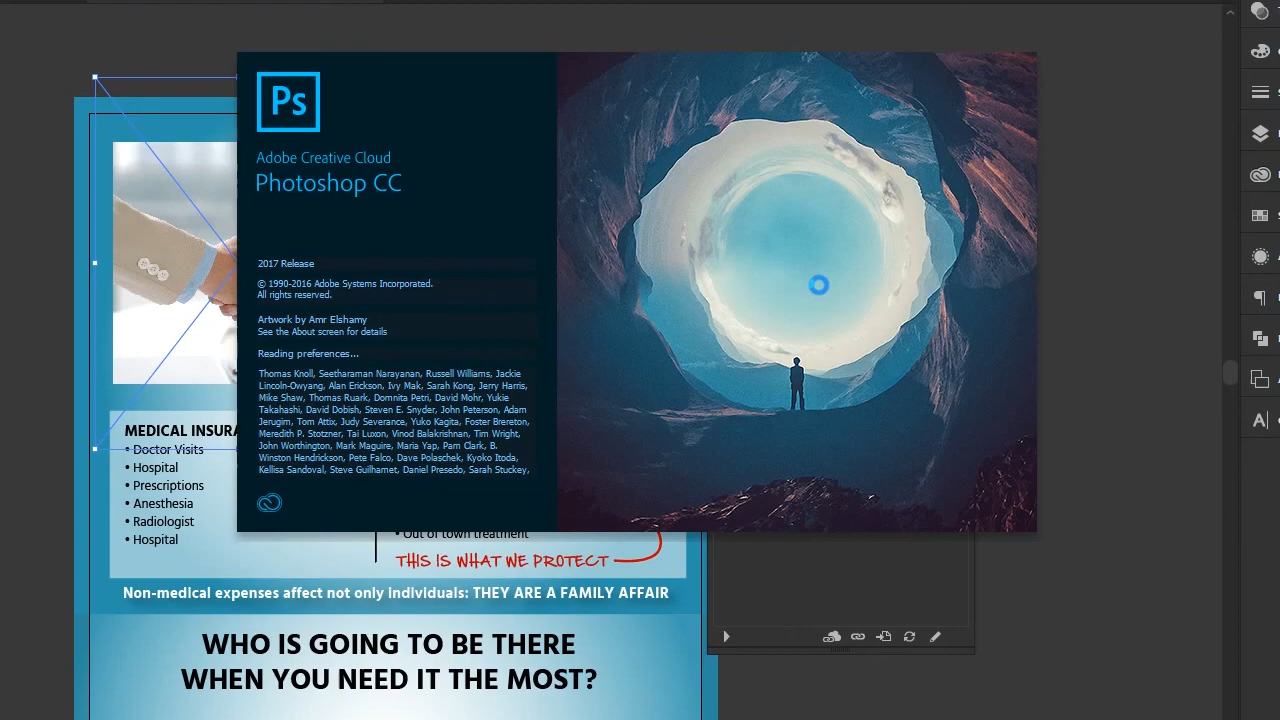 Ps
Adobe Creative Cloud
Photoshop CC
2017 Release
© 1990-2016 Adobe Systems Incorporated.
All rights reserved.
Artwork by Amr Elshamy
See the About screen for details
Reading preferences...
Thomas Knoll, Seetharaman Narayanan, Russell Williams, Jackie
Lincoln-Owyang, Alan Erickson, Ivy Mak, Sarah Kong, Jerry Harris,
Mike Shaw, Thomas Ruark, Domnita Petri, David Mohr, Yukie
Takahashi, David Dobish, Steven E. Snyder, John Peterson, Adam
Jerugim, Tom Attix, Judy Severance, Yuko Kagita, Foster Brereton,
Meredith P. Stotzner, Tai Luxon, Vinod Balakrishnan, Tim Wright,
John Worthington, Mark Maguire, Maria Yap, Pam Clark, B.
Winston Hendrickson, Pete Falco, Dave Polaschek, Kyoko Itoda,
Kellisa Sandoval, Steve Guilhamet, Daniel Presedo, Sarah Stuckey,
MEDICAL INSURA
• Doctor Visits
• Hospital
• Prescriptions
• Anesthesia
• Radiologist
• Hospital
• Out of town treatment
THIS IS WHAT WE PROTECT
Non-medical expenses affect not only individuals: THEY ARE A FAMILY AFFAIR
WHO IS GOING TO BE THERE
WHEN YOU NEED IT THE MOST?